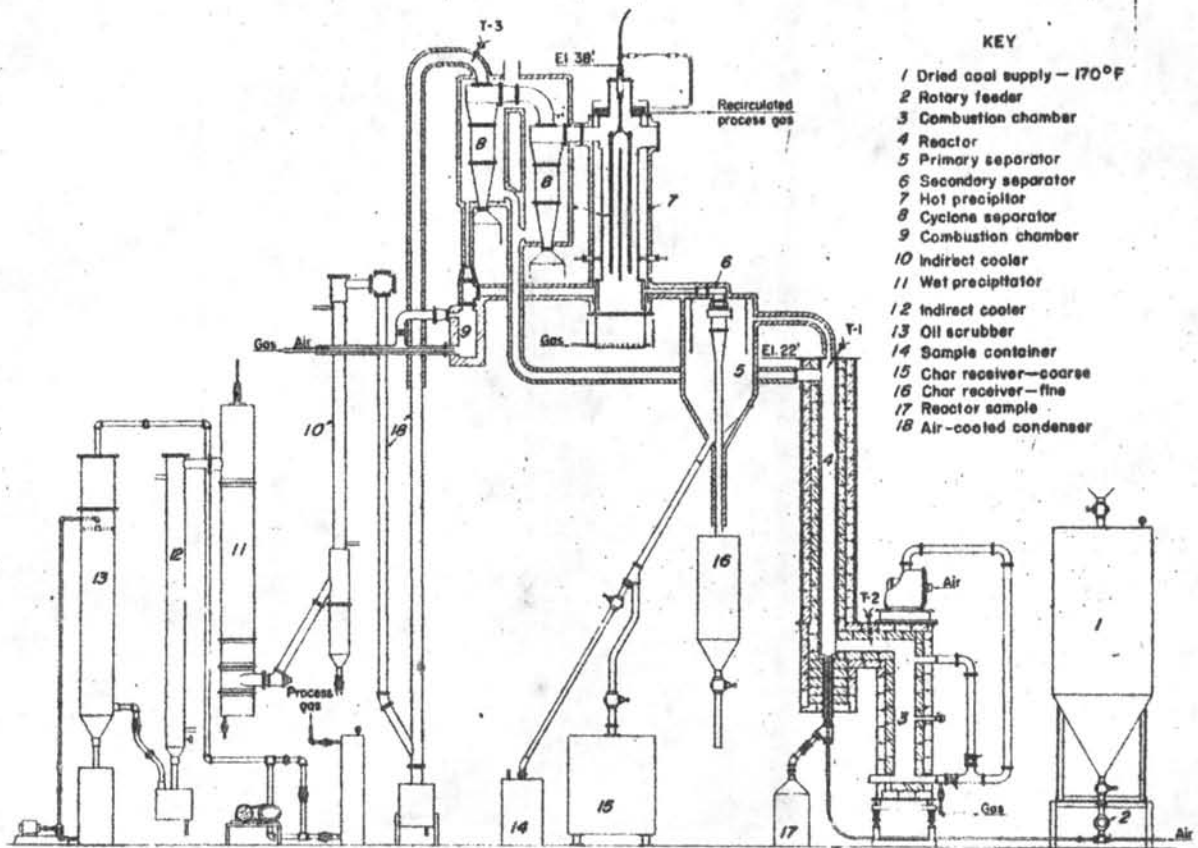 KEY
1 Dried coal supply — 170°F
2 Rotary feeder
3 Combustion chamber
4 Reactor
5 Primary separator
6 Secondary separator
7 Hot precipitor
8 Cyclone separator
9 Combustion chamber
10 Indirect cooler
11 Wet precipitator
12 Indirect cooler
13 Oil scrubber
14 Sample container
15 Char receiver—coarse
16 Char receiver—fine
17 Reactor sample
18 Air-cooled condenser
T-3
El. 38'
Recirculated
process gas
8
8
7
6
9
Gas
Air
Gas
El. 22'
T-1
5
10
18
4
11
12
13
16
T-2
Air
1
3
Process
gas
14
15
17
Gas
2
Air